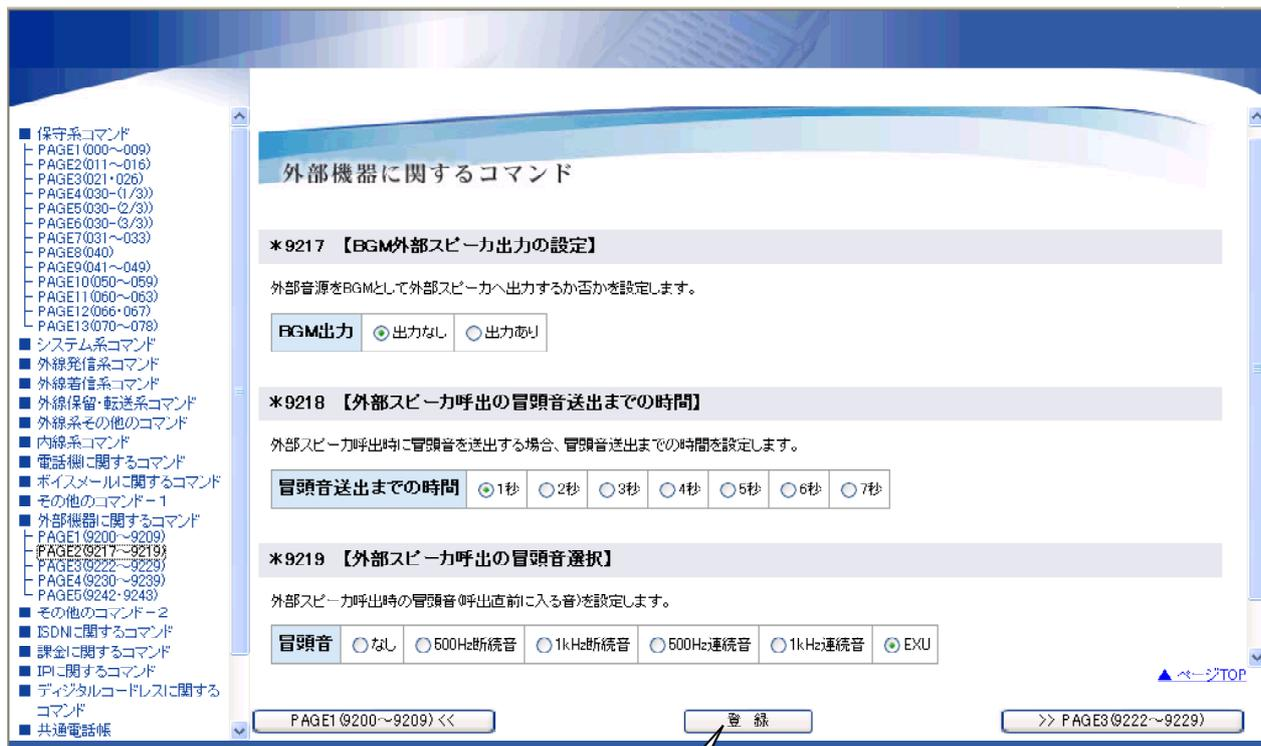 ■ 保守系コマンド
PAGE1(000～009)
PAGE2(011～016)
PAGE3(021・026)
PAGE4(030-(1/3))
PAGE5(030-(2/3))
PAGE6(030-(3/3))
PAGE7(031～033)
PAGE8(040)
PAGE9(041～049)
PAGE10(050～059)
PAGE11(060～063)
PAGE12(066・067)
PAGE13(070～078)
■ システム系コマンド
■ 外線発信系コマンド
■ 外線着信系コマンド
■ 外線保留・転送系コマンド
■ 外線系その他のコマンド
■ 内線系コマンド
■ 電話機に関するコマンド
■ ボイスメールに関するコマンド
■ その他のコマンド－1
■ 外部機器に関するコマンド
PAGE1(9200～9209)
PAGE2(9217～9219)
PAGE3(9222～9229)
PAGE4(9230～9239)
PAGE5(9242・9243)
■ その他のコマンド－2
■ ISDNに関するコマンド
■ 課金に関するコマンド
■ IPに関するコマンド
■ ディジタルコードレスに関する
コマンド
■ 共通電話帳
外部機器に関するコマンド
＊9217 【BGM外部スピーカ出力の設定】
外部音源をBGMとして外部スピーカへ出力するか否かを設定します。
BGM出力 出力なし 出力あり
＊9218 【外部スピーカ呼出の冒頭音送出までの時間】
外部スピーカ呼出時に冒頭音を送出する場合、冒頭音送出までの時間を設定します。
冒頭音送出までの時間 1秒 2秒 3秒 4秒 5秒 6秒 7秒
＊9219 【外部スピーカ呼出の冒頭音選択】
外部スピーカ呼出時の冒頭音(呼出直前に入る音)を設定します。
冒頭音 なし 500Hz断続音 1kHz断続音 500Hz連続音 1kHz連続音 EXU
▲ ページTOP
PAGE1(9200～9209) << 登 録 >> PAGE3(9222～9229)